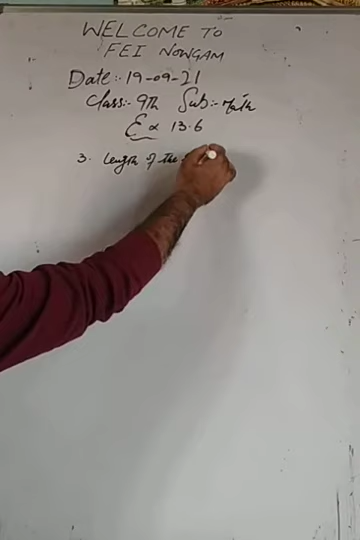 WELCOME TO
FEI NOWGAM
Date:- 19-09-21
Class:- 9th Sub:- Math
Ex 13.6
3. Length of the